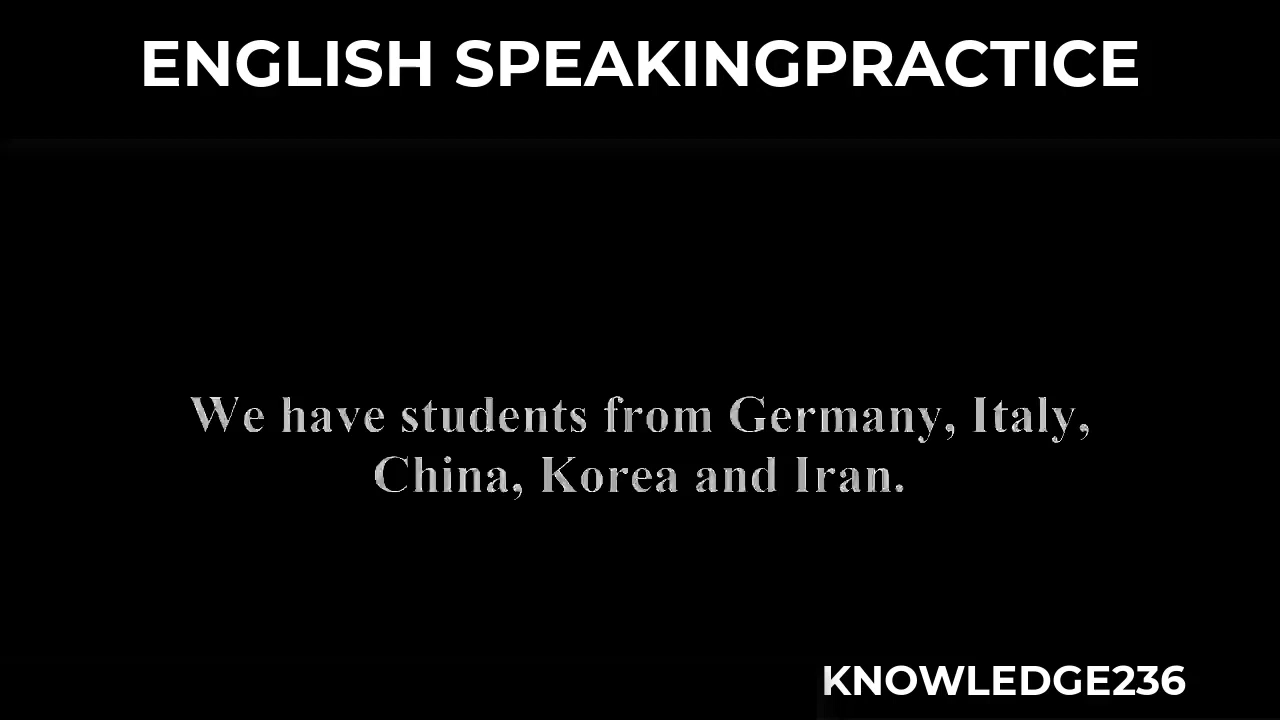 ENGLISH SPEAKINGPRACTICE
We have students from Germany, Italy,
China, Korea and Iran.
KNOWLEDGE236